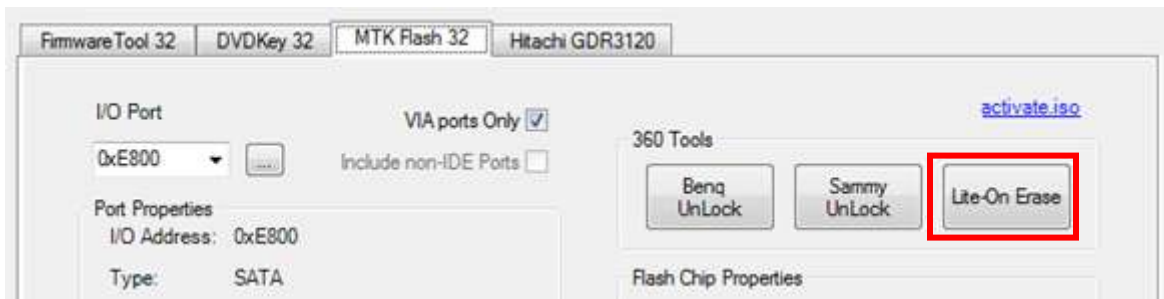 FirmwareTool 32 DVDKey 32 MTK Flash 32 Hitachi GDR3120
I/O Port
VIA ports Only
activate.iso
0xE800
....
Include non-IDE Ports
360 Tools
Benq
UnLock
Sammy
UnLock
Lite-On Erase
Port Properties
I/O Address: 0xE800
Type: SATA
Flash Chip Properties